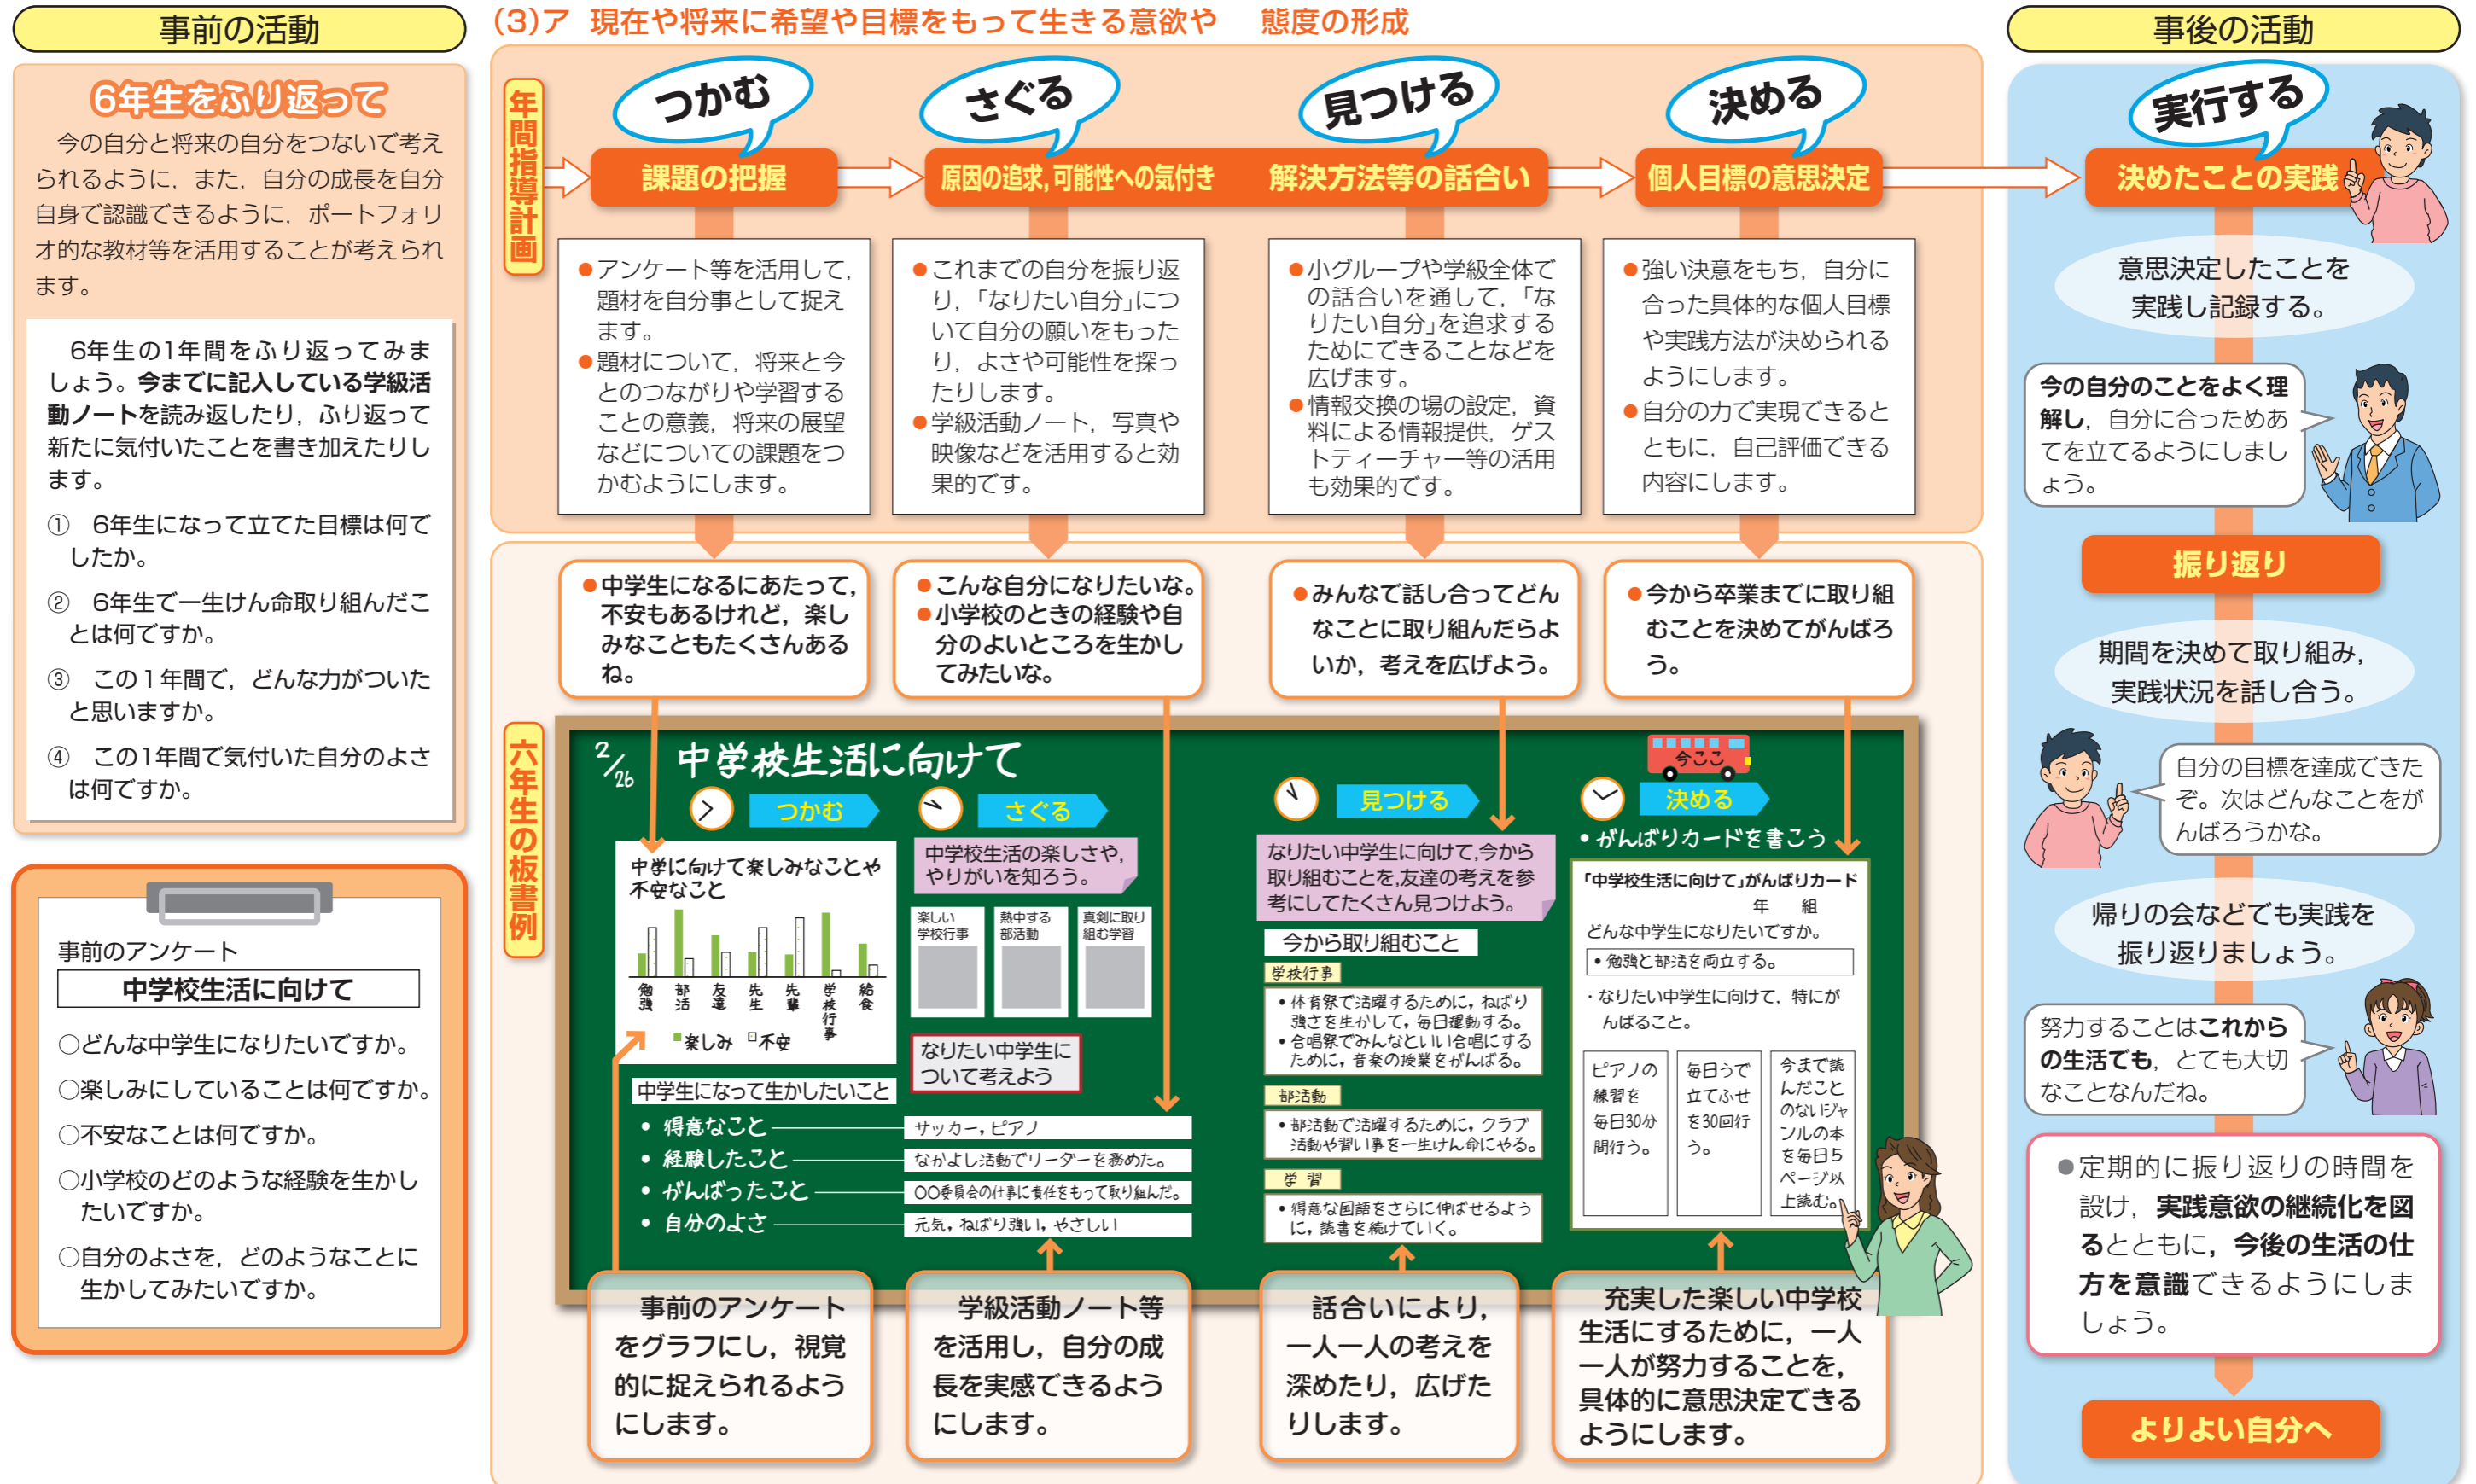 事前の活動
6年生をふり返って
今の自分と将来の自分をつないで考え
られるように，また，自分の成長を自分
自身で認識できるように，ポートフォリ
オ的な教材等を活用することが考えられ
ます。
6年生の1年間をふり返ってみま
しょう。今までに記入している学級活
動ノートを読み返したり，ふり返って
新たに気付いたことを書き加えたりし
ます。
① 6年生になって立てた目標は何で
したか。
② 6年生で一生けん命取り組んだこ
とは何ですか。
③ この1年間で，どんな力がついた
と思いますか。
④ この1年間で気付いた自分のよさ
は何ですか。
事前のアンケート
中学校生活に向けて
○どんな中学生になりたいですか。
○楽しみにしていることは何ですか。
○不安なことは何ですか。
○小学校のどのような経験を生かし
たいですか。
○自分のよさを，どのようなことに
生かしてみたいですか。
(3)ア 現在や将来に希望や目標をもって生きる意欲や 態度の形成
年間指導計画
つかむ
課題の把握
●アンケート等を活用して，
題材を自分事として捉え
ます。
●題材について，将来と今
とのつながりや学習する
ことの意義，将来の展望
などについての課題をつ
かむようにします。
さぐる
原因の追求,可能性への気付き
●これまでの自分を振り返
り，「なりたい自分」につ
いて自分の願いをもった
り，よさや可能性を探っ
たりします。
●学級活動ノート，写真や
映像などを活用すると効
果的です。
見つける
解決方法等の話合い
●小グループや学級全体で
の話合いを通して，「な
りたい自分」を追求する
ためにできることなどを
広げます。
●情報交換の場の設定，資
料による情報提供，ゲス
トティーチャー等の活用
も効果的です。
決める
個人目標の意思決定
●強い決意をもち，自分に
合った具体的な個人目標
や実践方法が決められる
ようにします。
●自分の力で実現できると
ともに，自己評価できる
内容にします。
●中学生になるにあたって，
不安もあるけれど，楽し
みなこともたくさんある
ね。
●こんな自分になりたいな。
●小学校のときの経験や自
分のよいところを生かし
てみたいな。
●みんなで話し合ってどん
なことに取り組んだらよ
いか，考えを広げよう。
●今から卒業までに取り組
むことを決めてがんばろ
う。
六年生の板書例
2/26 中学校生活に向けて
つかむ
中学に向けて楽しみなことや
不安なこと
勉強
部活
友達
先生
先輩
学校行事
給食
楽しみ 不安
さぐる
中学校生活の楽しさや，
やりがいを知ろう。
楽しい
学校行事
熱中する
部活動
真剣に取り
組む学習
なりたい中学生に
ついて考えよう
中学生になって生かしたいこと
・得意なこと
サッカー，ピアノ
・経験したこと
なかよし活動でリーダーを務めた。
・がんばったこと
〇〇委員会の仕事に責任をもって取り組んだ。
・自分のよさ
元気，ねばり強い，やさしい
見つける
なりたい中学生に向けて,今から
取り組むことを,友達の考えを参
考にしてたくさん見つけよう。
今から取り組むこと
学校行事
・体育祭で活躍するために，ねばり
強さを生かして，毎日運動する。
・合唱祭でみんなといい合唱にする
ために，音楽の授業をがんばる。
部活動
・部活動で活躍するために，クラブ
活動や習い事を一生けん命にやる。
学習
・得意な国語をさらに伸ばせるよう
に，読書を続けていく。
今ここ
決める
・がんばりカードを書こう
「中学校生活に向けて」がんばりカード
年 組
どんな中学生になりたいですか。
・勉強と部活を両立する。
・なりたい中学生に向けて，特にが
んばること。
ピアノの
練習を
毎日30分
間行う。
毎日うで
立てふせ
を30回行
う。
今まで読
んだこと
のないジャ
ンルの本
を毎日5
ページ以
上読む。
事前のアンケート
をグラフにし，視覚
的に捉えられるよう
にします。
学級活動ノート等
を活用し，自分の成
長を実感できるよう
にします。
話合いにより，
一人一人の考えを
深めたり，広げた
りします。
充実した楽しい中学校
生活にするために，一人
一人が努力することを，
具体的に意思決定できる
ようにします。
事後の活動
実行する
決めたことの実践
意思決定したことを
実践し記録する。
今の自分のことをよく理
解し，自分に合っためあ
てを立てるようにしまし
ょう。
振り返り
期間を決めて取り組み，
実践状況を話し合う。
自分の目標を達成できた
ぞ。次はどんなことをが
んばろうかな。
帰りの会などでも実践を
振り返りましょう。
努力することはこれから
の生活でも，とても大切
なことなんだね。
●定期的に振り返りの時間を
設け，実践意欲の継続化を図
るとともに，今後の生活の仕
方を意識できるようにしま
しょう。
よりよい自分へ